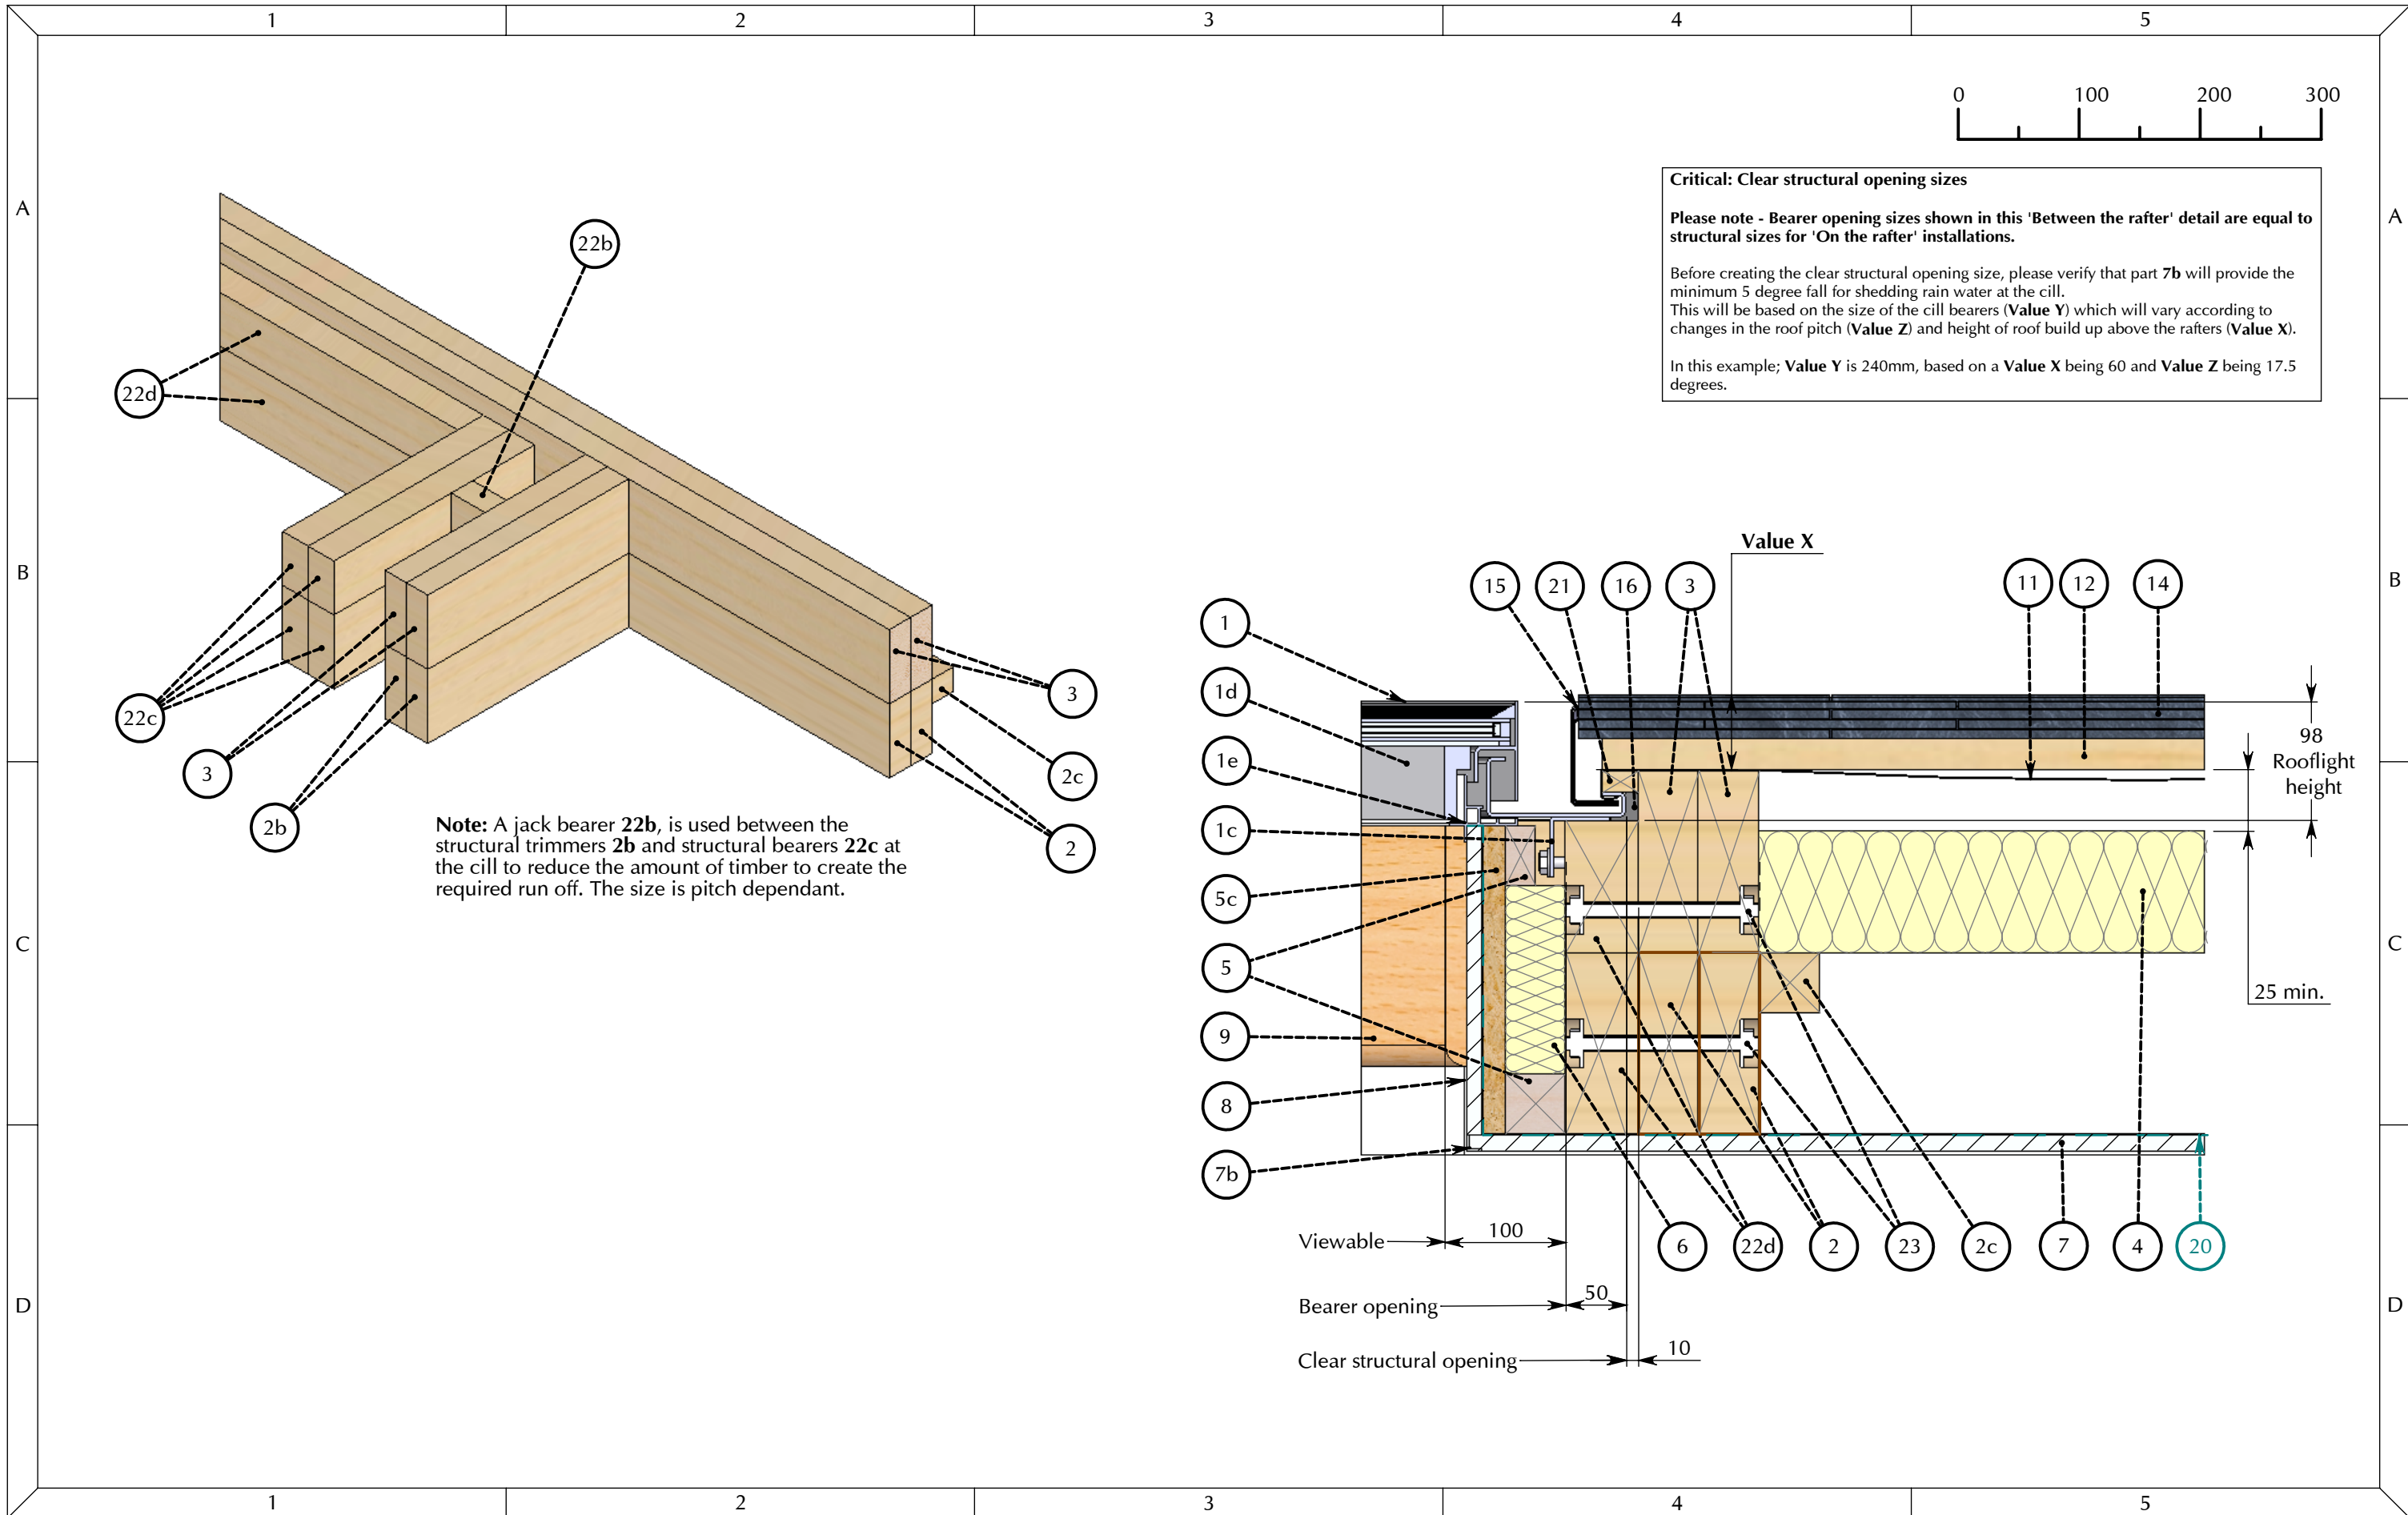 1 2 3 4 5
0 100 200 300
Critical: Clear structural opening sizes
Please note - Bearer opening sizes shown in this 'Between the rafter' detail are equal to
structural sizes for 'On the rafter' installations.
Before creating the clear structural opening size, please verify that part 7b will provide the
minimum 5 degree fall for shedding rain water at the cill.
This will be based on the size of the cill bearers (Value Y) which will vary according to
changes in the roof pitch (Value Z) and height of roof build up above the rafters (Value X).
In this example; Value Y is 240mm, based on a Value X being 60 and Value Z being 17.5
degrees.
A
A
22b
22d
22c
3
2b
3
2c
2
Note: A jack bearer 22b, is used between the
structural trimmers 2b and structural bearers 22c at
the cill to reduce the amount of timber to create the
required run off. The size is pitch dependant.
B
B
Value X
15 21 16 3 11 12 14
1
1d
1e
1c
5c
5
9
8
7b
98
Rooflight
height
25 min.
C
C
6 22d 2 23 2c 7 4 20
Viewable 100
Bearer opening 50
Clear structural opening 10
D
D
1 2 3 4 5